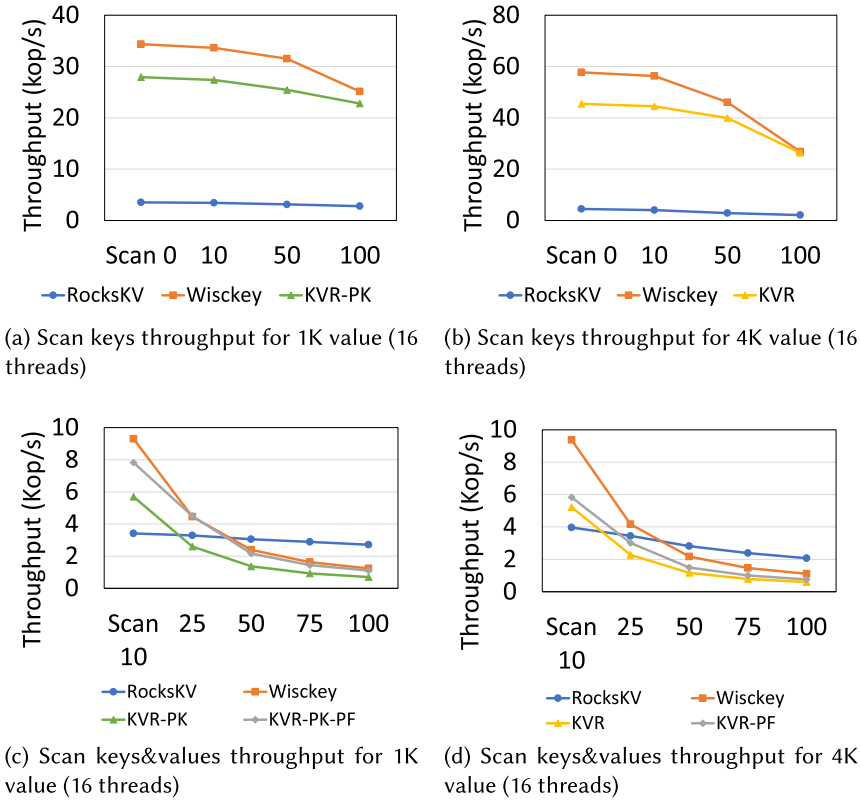 40
30
20
10
0
Throughput (kop/s)
Scan 0 10 50 100
RocksKV Wisckey KVR-PK
(a) Scan keys throughput for 1K value (16
threads)
80
60
40
20
0
Throughput (kop/s)
Scan 0 10 50 100
RocksKV Wisckey KVR
(b) Scan keys throughput for 4K value (16
threads)
10
8
6
4
2
0
Throughput (Kop/s)
Scan 25 50 75 100
10
RocksKV Wisckey
KVR-PK KVR-PK-PF
(c) Scan keys&values throughput for 1K
value (16 threads)
10
8
6
4
2
0
Throughput (Kop/s)
Scan 25 50 75 100
10
RocksKV Wisckey
KVR KVR-PF
(d) Scan keys&values throughput for 4K
value (16 threads)